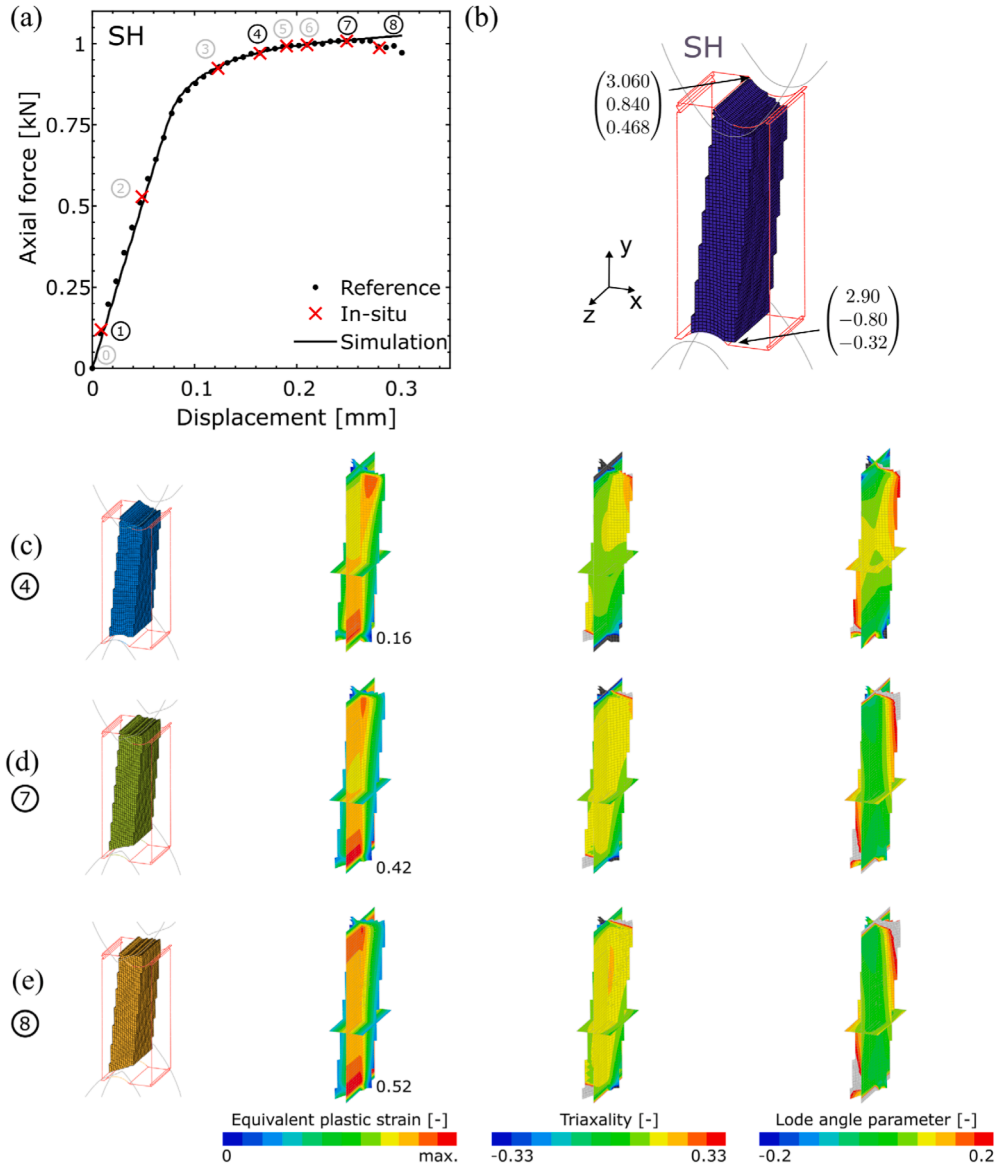 (a)
SH
Axial force [kN]
1
0.75
0.5
0.25
0
0 0.1 0.2 0.3
Displacement [mm]
0
1
2
3
4
5
6
7
8
Reference
In-situ
Simulation
(b)
SH
3.060
0.840
0.468
y
x
z
2.90
−0.80
−0.32
(c)
4
0.16
(d)
7
0.42
(e)
8
0.52
Equivalent plastic strain [-]
0 max.
Triaxality [-]
-0.33 0.33
Lode angle parameter [-]
-0.2 0.2